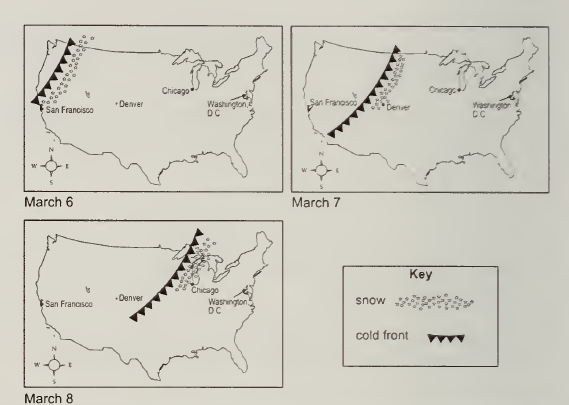 San Francisco
Denver
Chicago
Washington
D C
N
W E
S
March 6
San Francisco
Denver
Chicago
Washington
D C
N
W E
S
March 7
San Francisco
Denver
Chicago
Washington
D C
N
W E
S
March 8
Key
snow
cold front